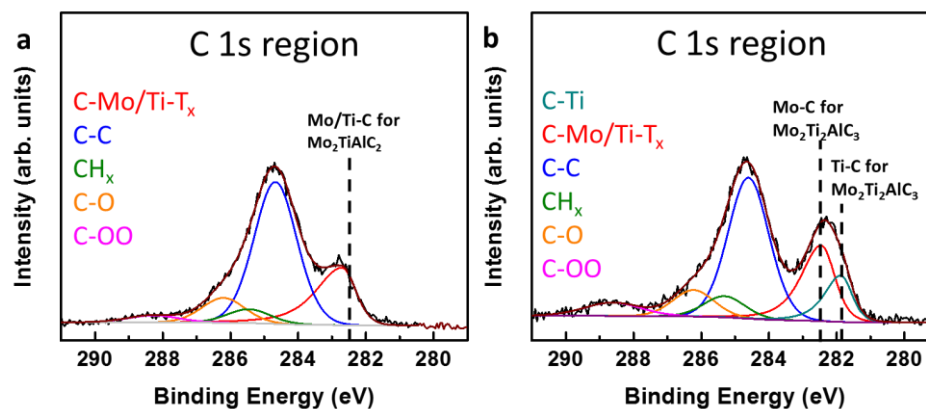 a
C 1s region
C-Mo/Ti-Tx
C-C
CHx
C-O
C-OO
Mo/Ti-C for
Mo2TiAlC2
Intensity (arb. units)
290 288 286 284 282 280
Binding Energy (eV)
b
C 1s region
C-Ti
C-Mo/Ti-Tx
C-C
CHx
C-O
C-OO
Mo-C for
Mo2Ti2AlC3
Ti-C for
Mo2Ti2AlC3
Intensity (arb. units)
290 288 286 284 282 280
Binding Energy (eV)